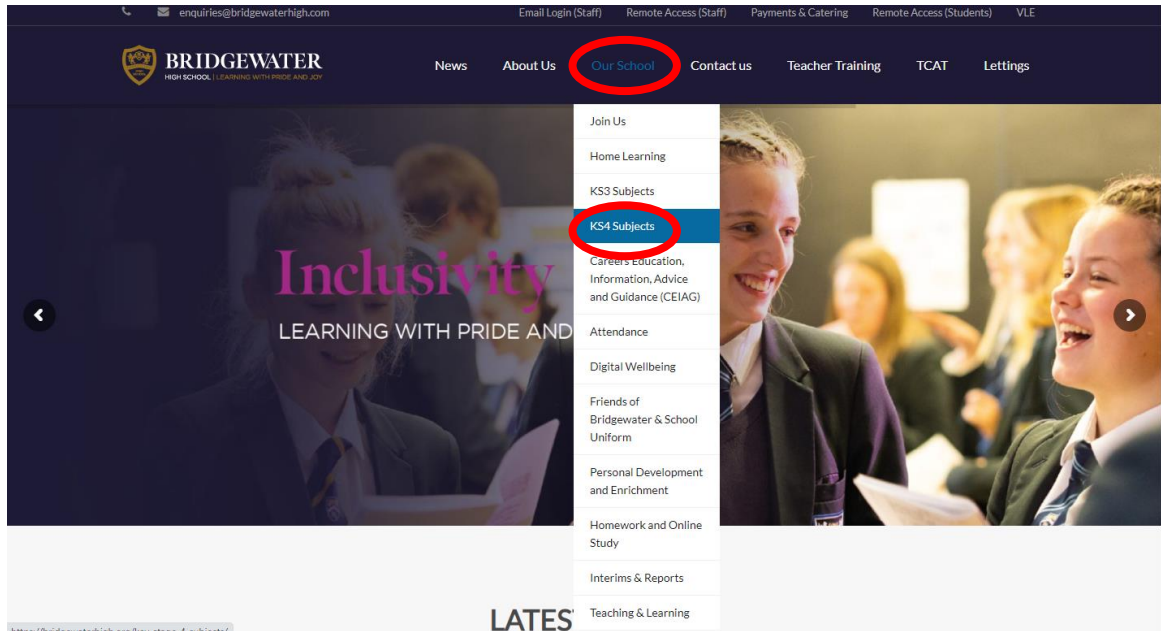 enquiries@bridgewaterhigh.com
Email Login (Staff) Remote Access (Staff) Payments & Catering Remote Access (Students) VLE
BRIDGEWATER
HIGH SCHOOL | LEARNING WITH PRIDE AND JOY
News About Us Our School Contact us Teacher Training TCAT Lettings
Join Us
Home Learning
KS3 Subjects
KS4 Subjects
Careers Education,
Information, Advice
and Guidance (CEIAG)
Attendance
Digital Wellbeing
Friends of
Bridgewater & School
Uniform
Personal Development
and Enrichment
Homework and Online
Study
Interims & Reports
Teaching & Learning
Inclusivity
LEARNING WITH PRIDE AND
LATES